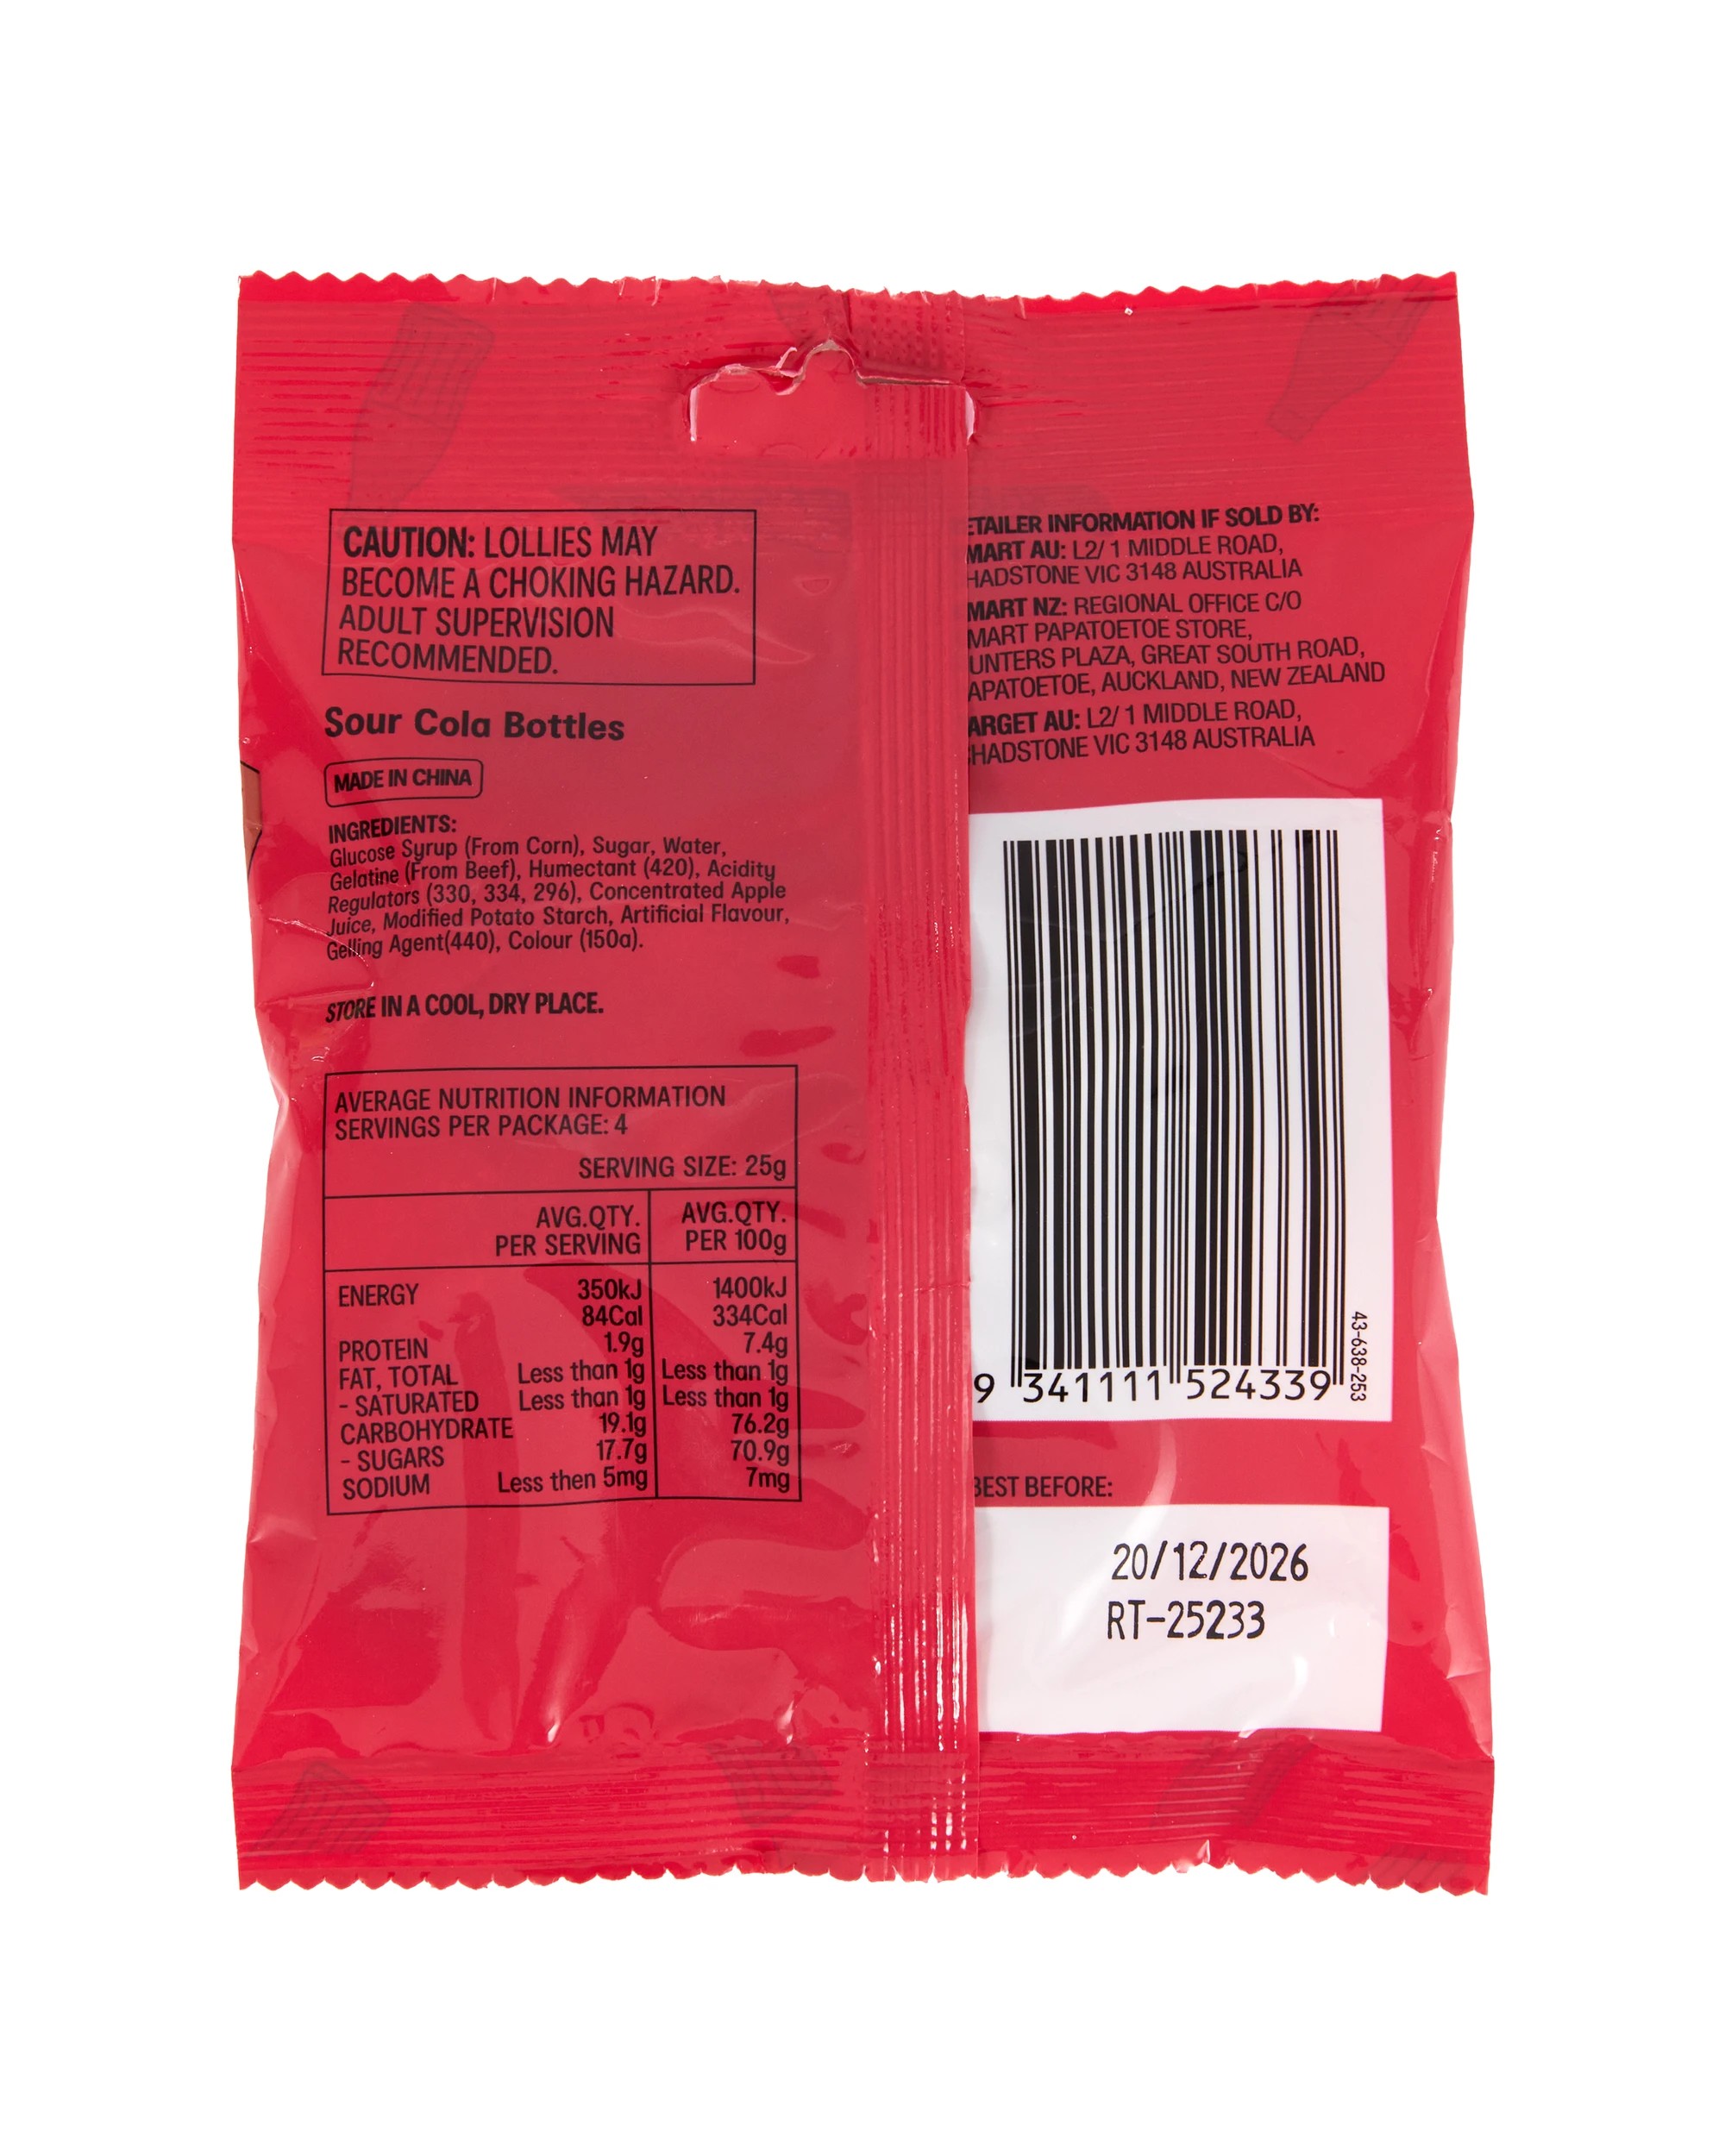 CAUTION: LOLLIES MAY
BECOME A CHOKING HAZARD.
ADULT SUPERVISION
RECOMMENDED.
Sour Cola Bottles
MADE IN CHINA
INGREDIENTS:
Glucose Syrup (From Corn), Sugar, Water,
Gelatine (From Beef), Humectant (420), Acidity
Regulators (330, 334, 296), Concentrated Apple
Juice, Modified Potato Starch, Artificial Flavour,
Gelling Agent(440), Colour (150a).
STORE IN A COOL, DRY PLACE.
AVERAGE NUTRITION INFORMATION
SERVINGS PER PACKAGE: 4
SERVING SIZE: 25g
AVG.QTY. AVG.QTY.
PER SERVING PER 100g
ENERGY 350kJ 1400kJ
84Cal 334Cal
PROTEIN 1.9g 7.4g
FAT, TOTAL Less than 1g Less than 1g
- SATURATED Less than 1g Less than 1g
CARBOHYDRATE 19.1g 76.2g
- SUGARS 17.7g 70.9g
SODIUM Less then 5mg 7mg
ETAILER INFORMATION IF SOLD BY:
MART AU: L2/ 1 MIDDLE ROAD,
HADSTONE VIC 3148 AUSTRALIA
MART NZ: REGIONAL OFFICE C/O
MART PAPATOETOE STORE,
UNTERS PLAZA, GREAT SOUTH ROAD,
APATOETOE, AUCKLAND, NEW ZEALAND
ARGET AU: L2/ 1 MIDDLE ROAD,
HADSTONE VIC 3148 AUSTRALIA
9 341111 524339
43-638-253
BEST BEFORE:
20/12/2026
RT-25233